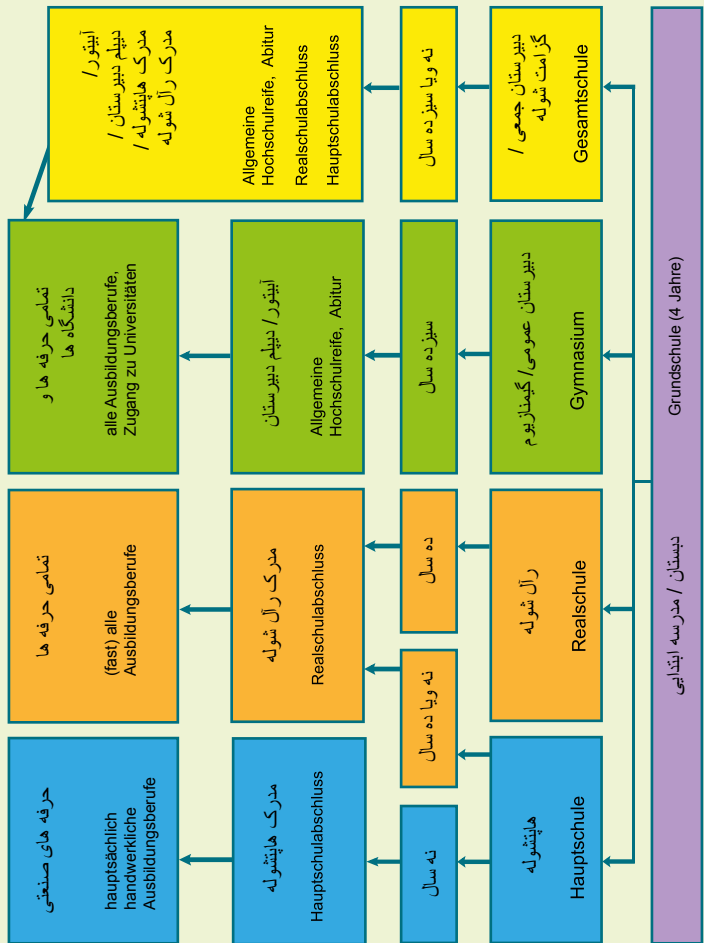 حرفه های صنعتی
hauptsächlich
handwerkliche
Ausbildungsberufe
تمامی حرفه ها
(fast) alle
Ausbildungsberufe
تمامی حرفه ها و
دانشگاه ها
alle Ausbildungsberufe,
Zugang zu Universitäten
آبیتور/
دیپلم دبیرستان /
مدرک هاپتشوله /
مدرک رآل شوله
Allgemeine
Hochschulreife, Abitur
Realschulabschluss
Hauptschulabschluss
مدرک هاپتشوله
Hauptschulabschluss
مدرک رآل شوله
Realschulabschluss
آبیتور/ دیپلم دبیرستان
Allgemeine
Hochschulreife, Abitur
نه سال
نه ویا ده سال
ده سال
سیزده سال
نه ویا سیزده سال
هاپتشوله
Hauptschule
رآل شوله
Realschule
دبیرستان عمومی/ گیمنازیوم
Gymnasium
دبیرستان جمعی /
گزامت شوله
Gesamtschule
دبستان / مدرسه ابتدایی
Grundschule (4 Jahre)